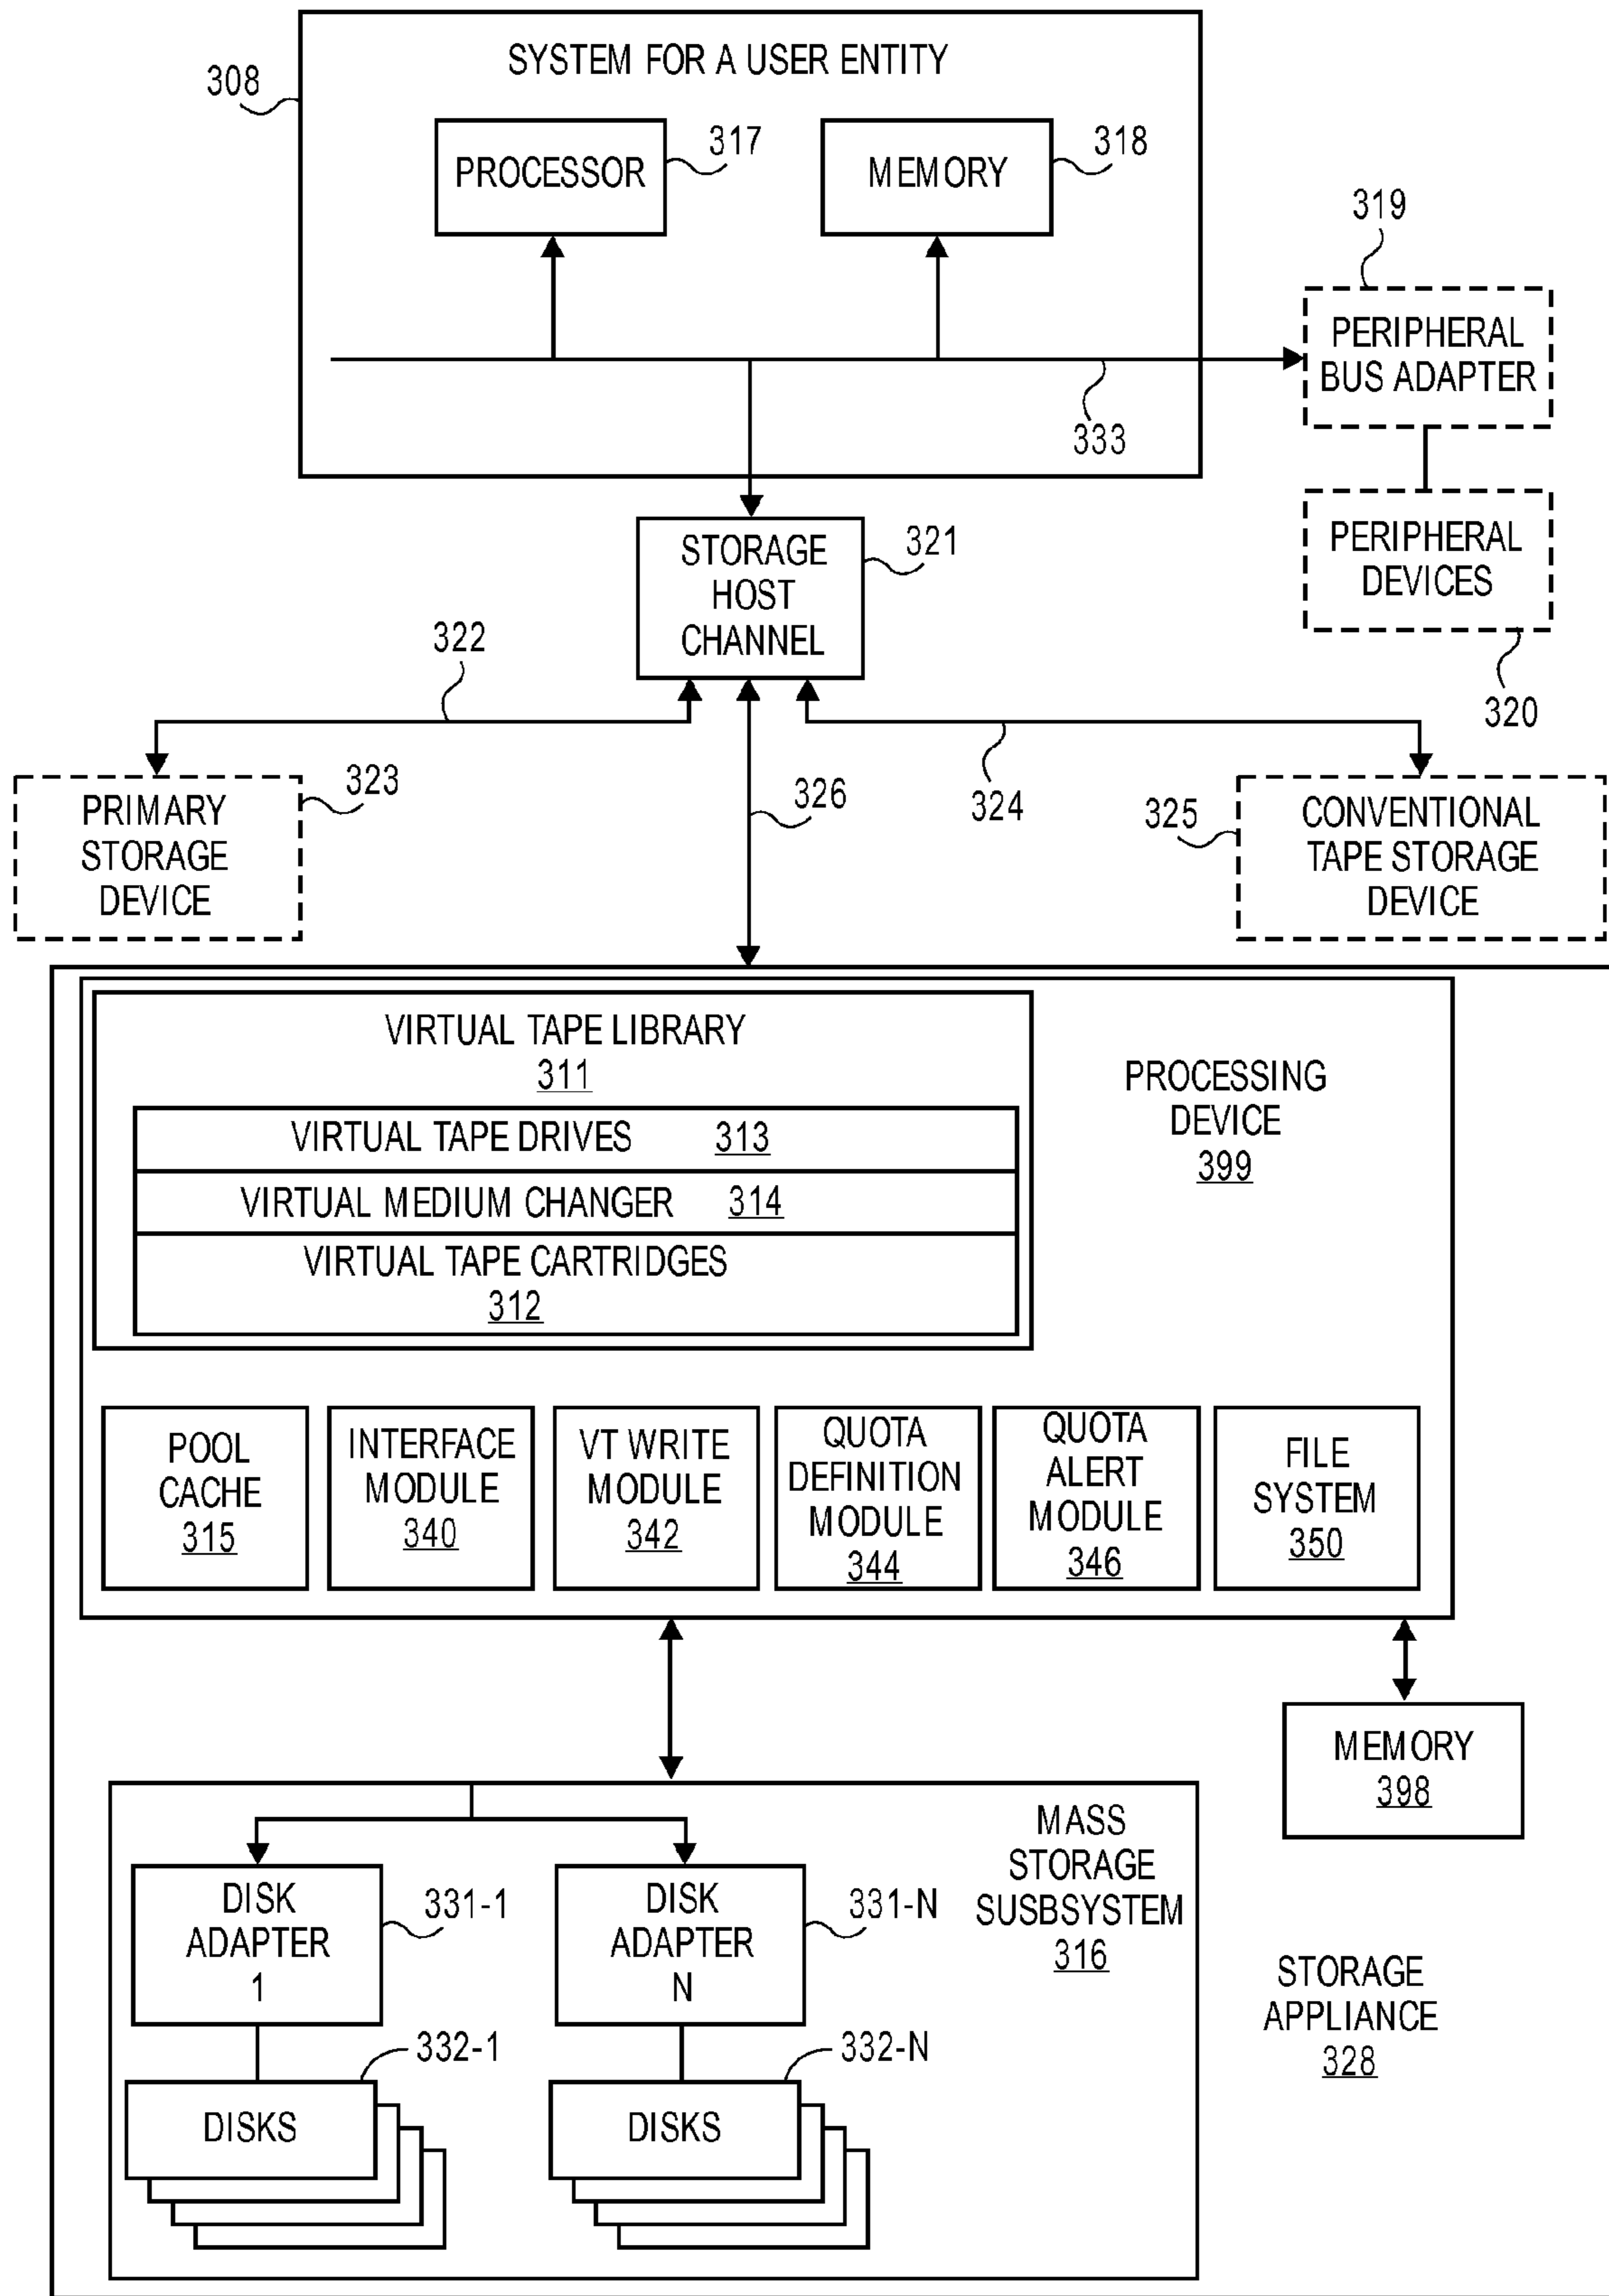 SYSTEM FOR A USER ENTITY
308
PROCESSOR
317
MEMORY
318
319
PERIPHERAL
BUS ADAPTER
333
PERIPHERAL
DEVICES
320
STORAGE
HOST
CHANNEL
321
322
326
324
PRIMARY
STORAGE
DEVICE
323
325
CONVENTIONAL
TAPE STORAGE
DEVICE
VIRTUAL TAPE LIBRARY
311
VIRTUAL TAPE DRIVES 313
VIRTUAL MEDIUM CHANGER 314
VIRTUAL TAPE CARTRIDGES
312
PROCESSING
DEVICE
399
POOL
CACHE
315
INTERFACE
MODULE
340
VT WRITE
MODULE
342
QUOTA
DEFINITION
MODULE
344
QUOTA
ALERT
MODULE
346
FILE
SYSTEM
350
MEMORY
398
MASS
STORAGE
SUSBSYSTEM
316
DISK
ADAPTER
1
331-1
DISK
ADAPTER
N
331-N
332-1
DISKS
332-N
DISKS
STORAGE
APPLIANCE
328